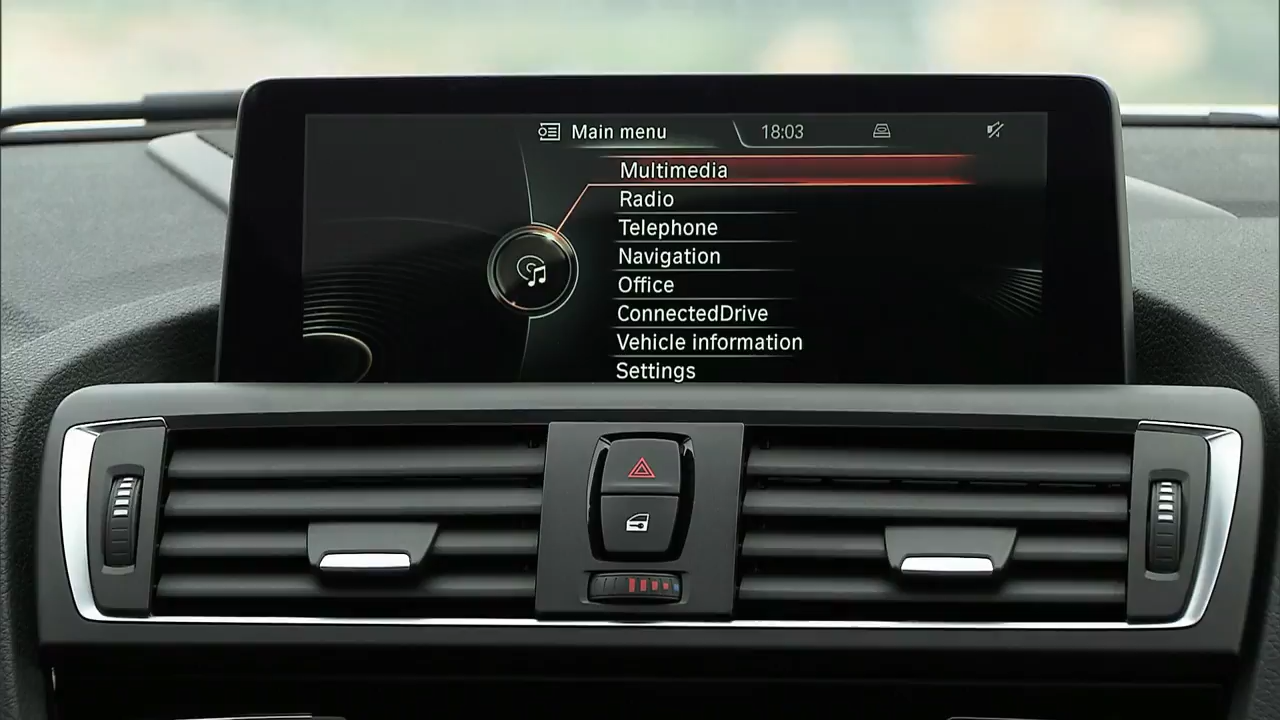 Main menu 18:03
Multimedia
Radio
Telephone
Navigation
Office
ConnectedDrive
Vehicle information
Settings